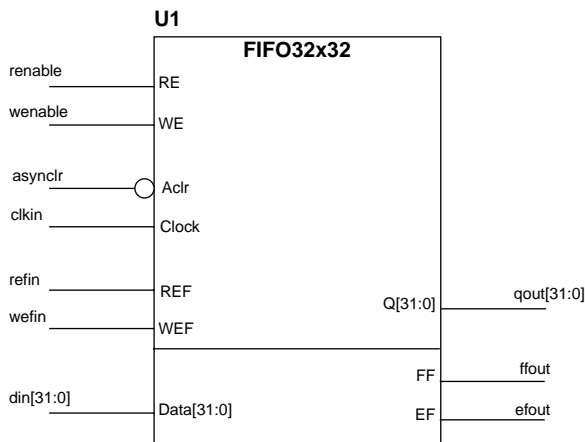 U1
FIFO32x32
renable
RE
wenable
WE
asynclr
Aclr
clkin
Clock
refin
REF
Q[31:0]
qout[31:0]
wefin
WEF
FF
ffout
din[31:0]
Data[31:0]
EF
efout